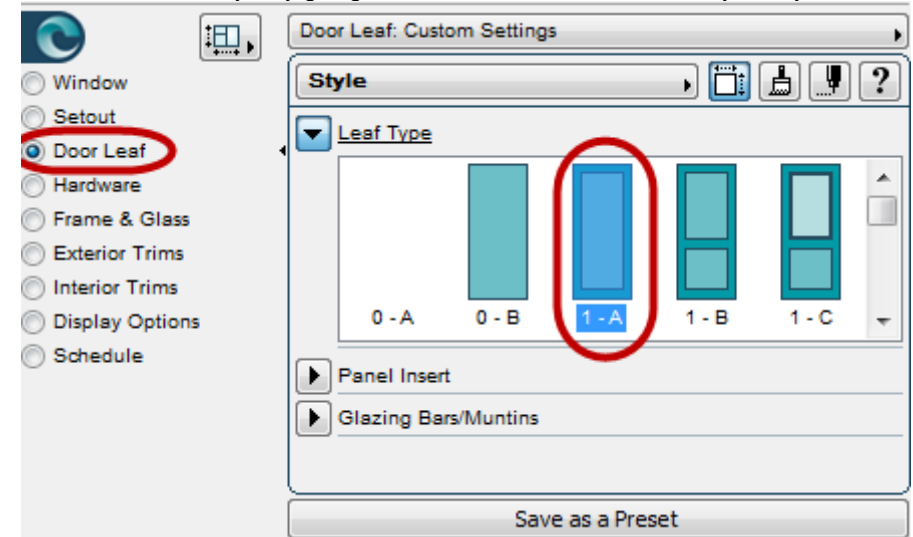 Door Leaf: Custom Settings
Window
Setout
Door Leaf
Hardware
Frame & Glass
Exterior Trims
Interior Trims
Display Options
Schedule
Style
?
Leaf Type
0 - A 0 - B 1 - A 1 - B 1 - C
Panel Insert
Glazing Bars/Muntins
Save as a Preset